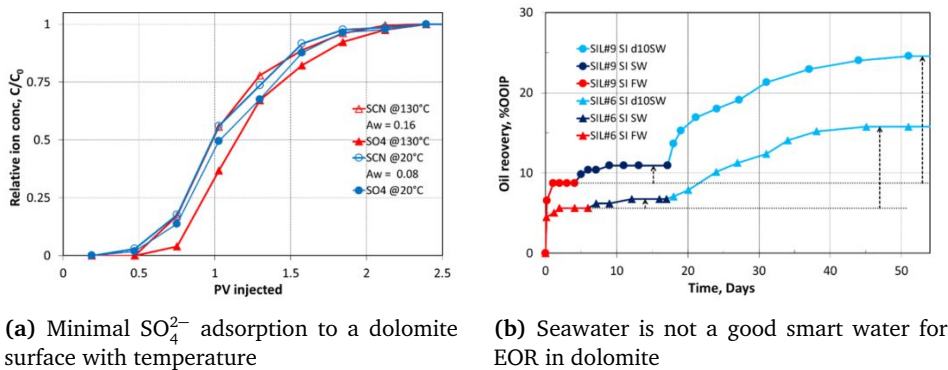 Relative ion conc, C/C0
1
0.75
0.5
0.25
0
0
0.5
1
1.5
2
2.5
PV injected
SCN @130°C
Aw = 0.16
SO4 @130°C
SCN @20°C
Aw = 0.08
SO4 @20°C
Oil reovery, %OOIP
30
20
10
0
0
10
20
30
40
50
Time, Days
SIL#9 SI d10SW
SIL#9 SI SW
SIL#9 SI FW
SIL#6 SI d10SW
SIL#6 SI SW
SIL#6 SI FW
(a) Minimal SO₄²⁻ adsorption to a dolomite
surface with temperature
(b) Seawater is not a good smart water for
EOR in dolomite